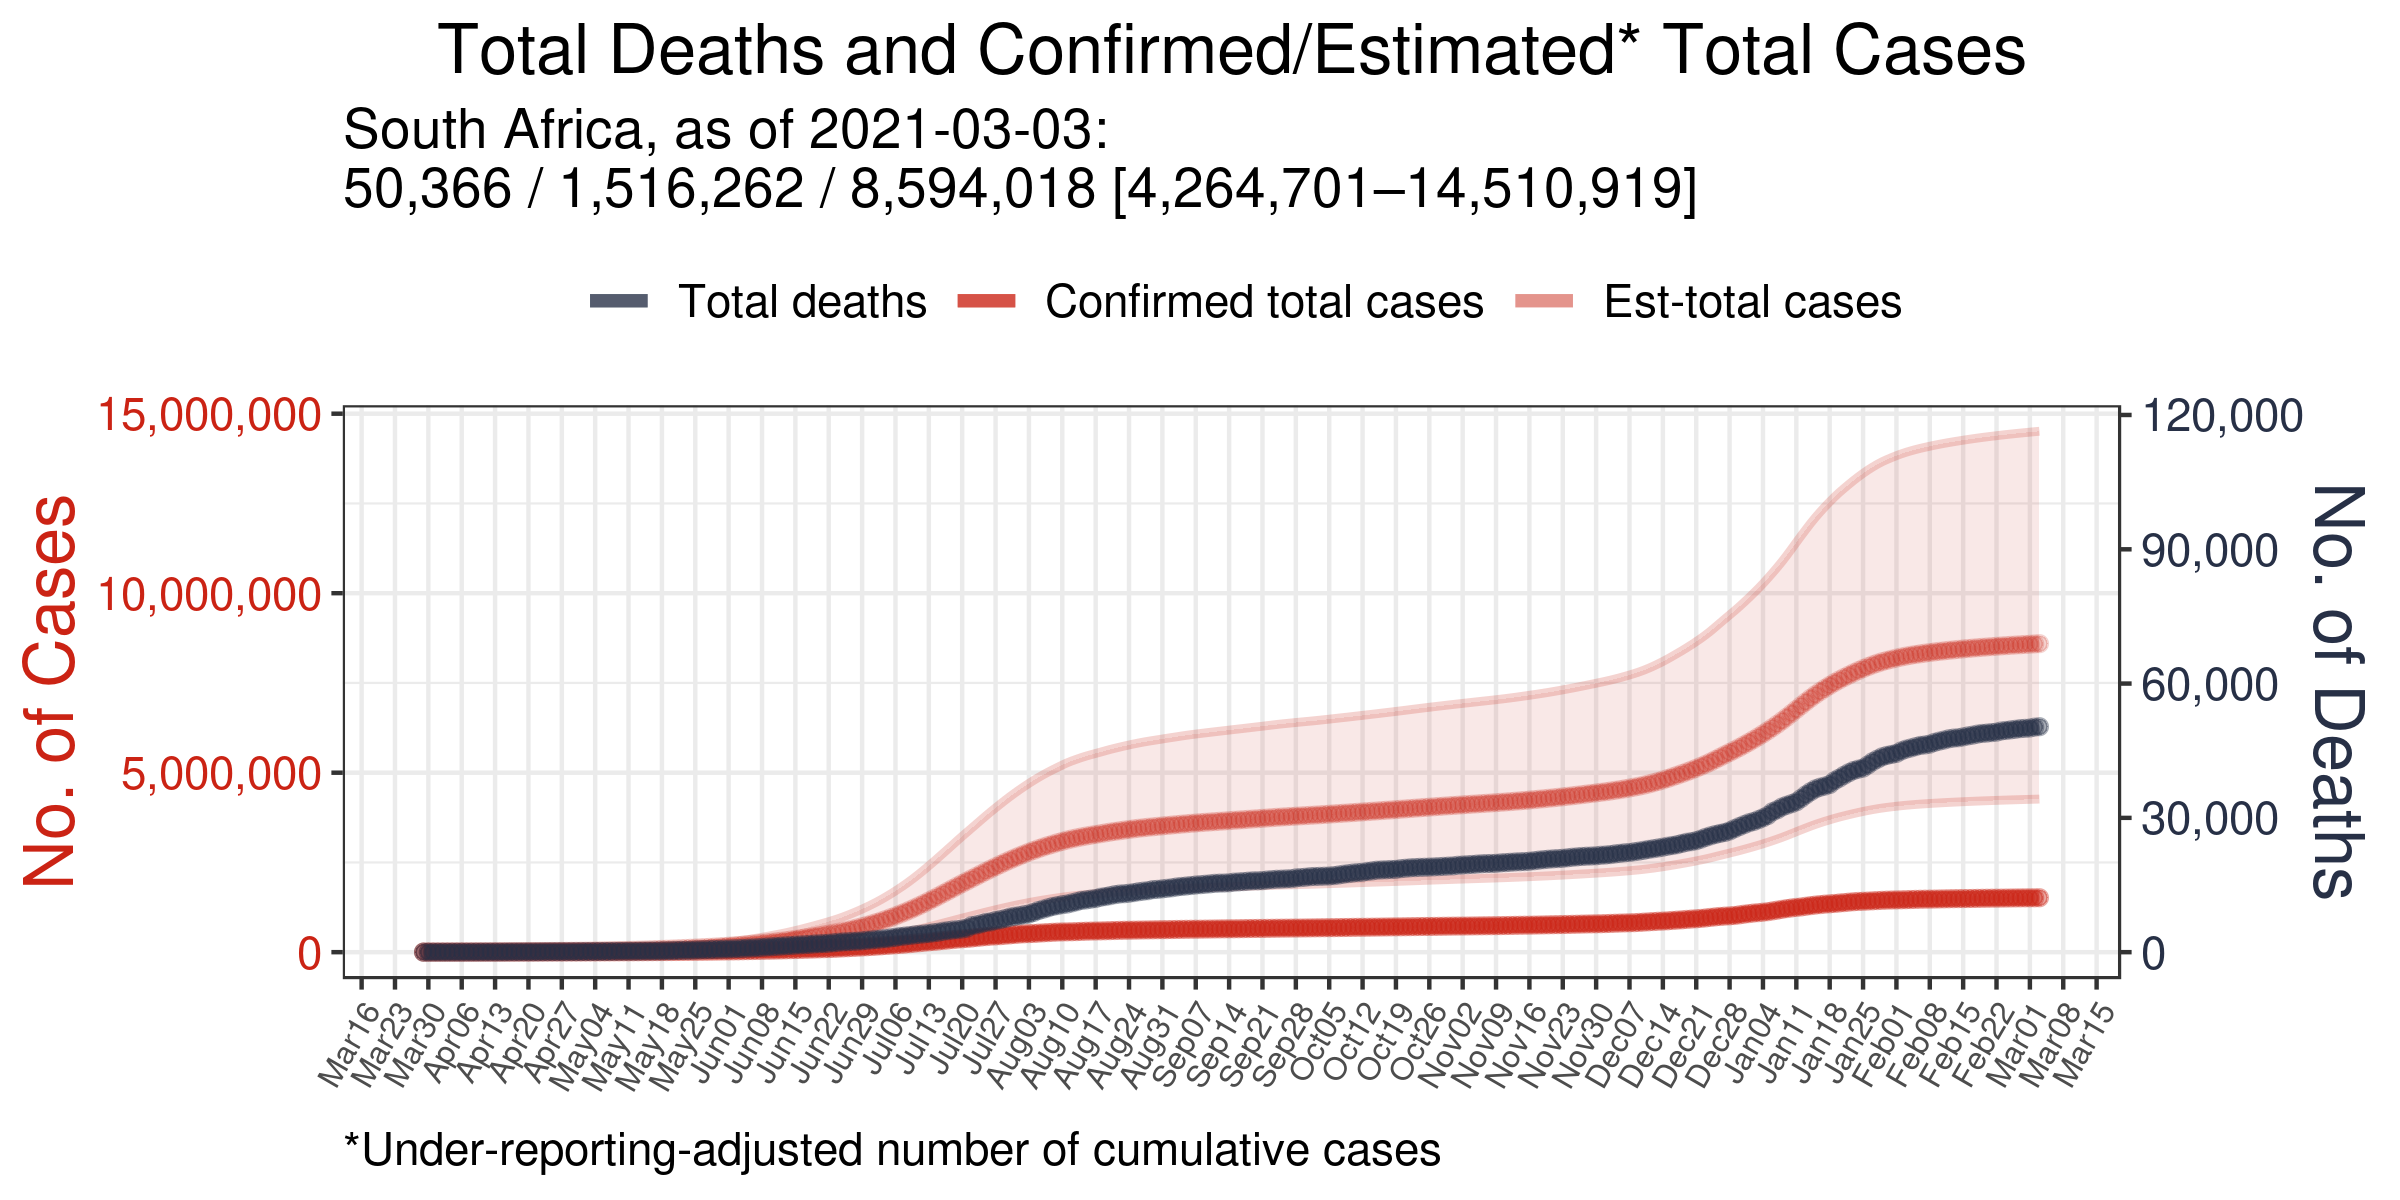 Total Deaths and Confirmed/Estimated* Total Cases
South Africa, as of 2021-03-03:
50,366 / 1,516,262 / 8,594,018 [4,264,701–14,510,919]
Total deaths
Confirmed total cases
Est-total cases
No. of Cases
15,000,000
10,000,000
5,000,000
0
120,000
90,000
60,000
30,000
0
No. of Deaths
Mar16
Mar23
Mar30
Apr06
Apr13
Apr20
Apr27
May04
May11
May18
May25
Jun01
Jun08
Jun15
Jun22
Jun29
Jul06
Jul13
Jul20
Jul27
Aug03
Aug10
Aug17
Aug24
Aug31
Sep07
Sep14
Sep21
Sep28
Oct05
Oct12
Oct19
Oct26
Nov02
Nov09
Nov16
Nov23
Nov30
Dec07
Dec14
Dec21
Dec28
Jan04
Jan11
Jan18
Jan25
Feb01
Feb08
Feb15
Feb22
Mar01
Mar08
Mar15
*Under-reporting-adjusted number of cumulative cases